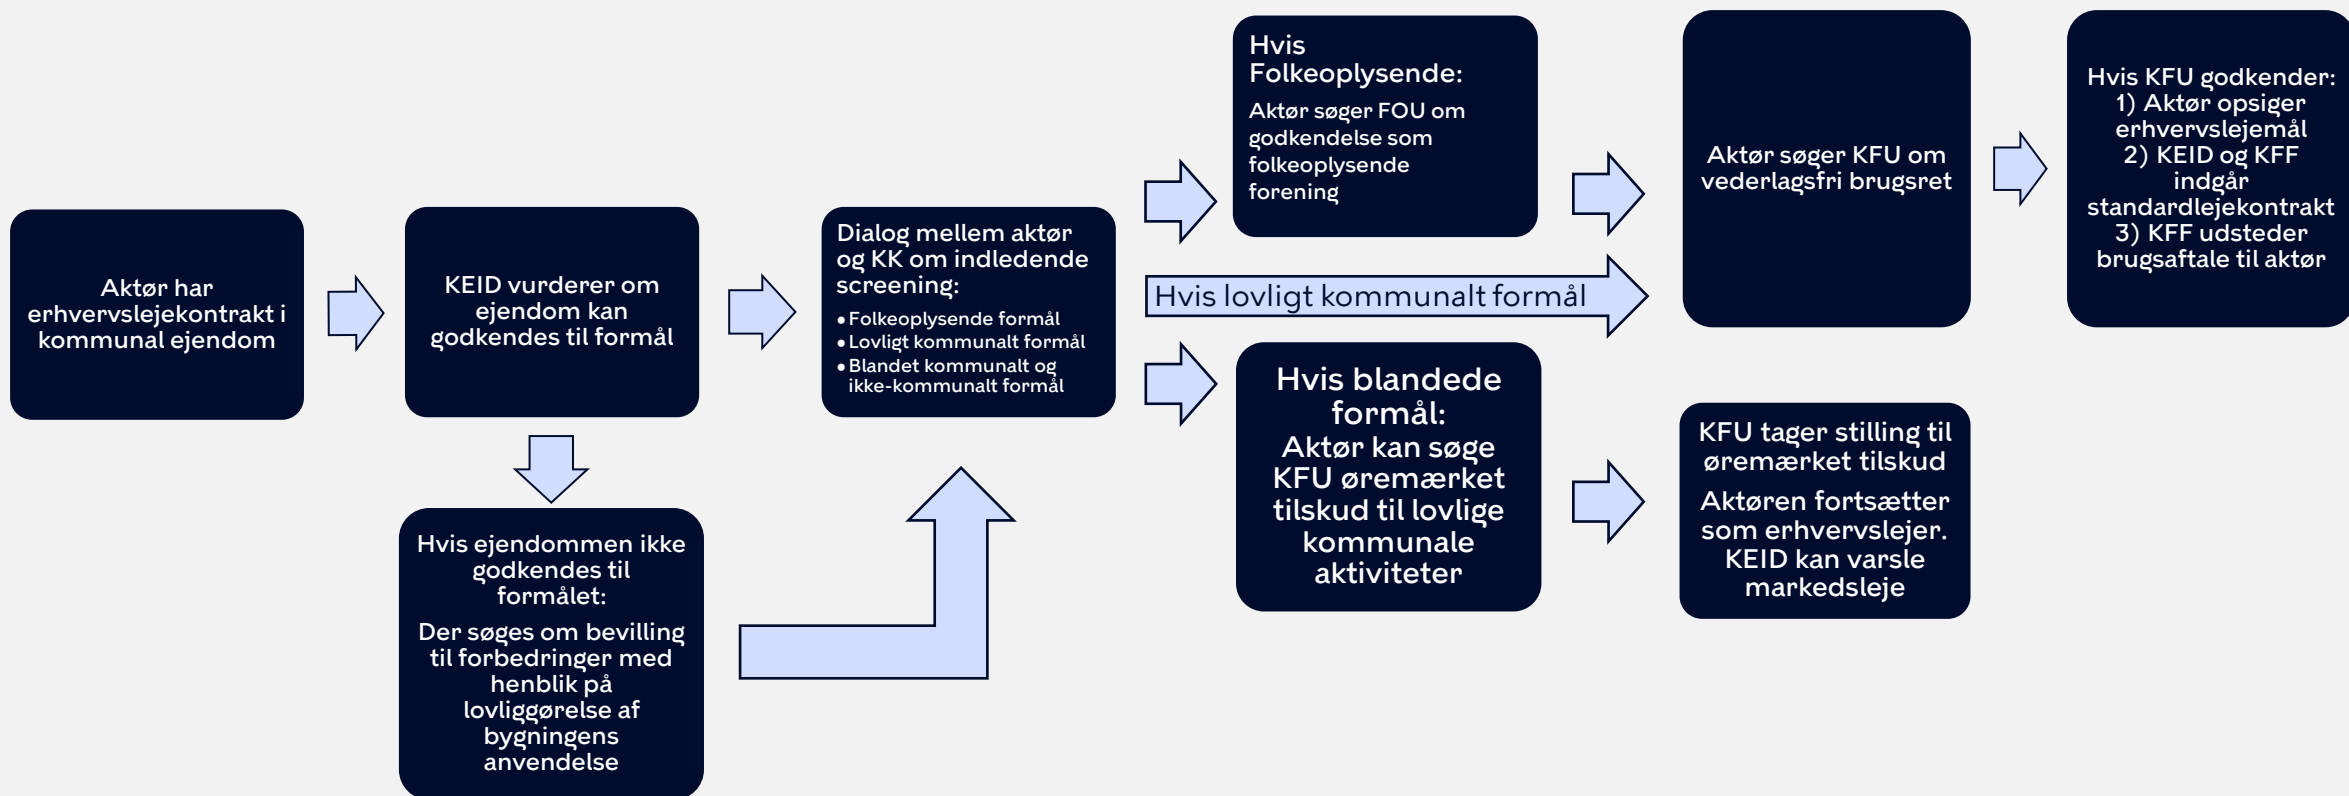 Aktør har
erhvervslejekontrakt i
kommunal ejendom
KEID vurderer om
ejendom kan
godkendes til formål
Hvis ejendommen ikke
godkendes til
formålet:
Der søges om bevilling
til forbedringer med
henblik på
lovliggørelse af
bygningens
anvendelse
Dialog mellem aktør
og KK om indledende
screening:
• Folkeoplysende formål
• Lovligt kommunalt formål
• Blandet kommunalt og
ikke-kommunalt formål
Hvis
Folkeoplysende:
Aktør søger FOU om
godkendelse som
folkeoplysende
forening
Hvis lovligt kommunalt formål
Hvis blandede
formål:
Aktør kan søge
KFU øremærket
tilskud til lovlige
kommunale
aktiviteter
Aktør søger KFU om
vederlagsfri brugsret
KFU tager stilling til
øremærket tilskud
Aktøren fortsætter
som erhvervslejer.
KEID kan varsle
markedsleje
Hvis KFU godkender:
1) Aktør opsiger
erhvervslejemål
2) KEID og KFF
indgår
standardlejekontrakt
3) KFF udsteder
brugsaftale til aktør